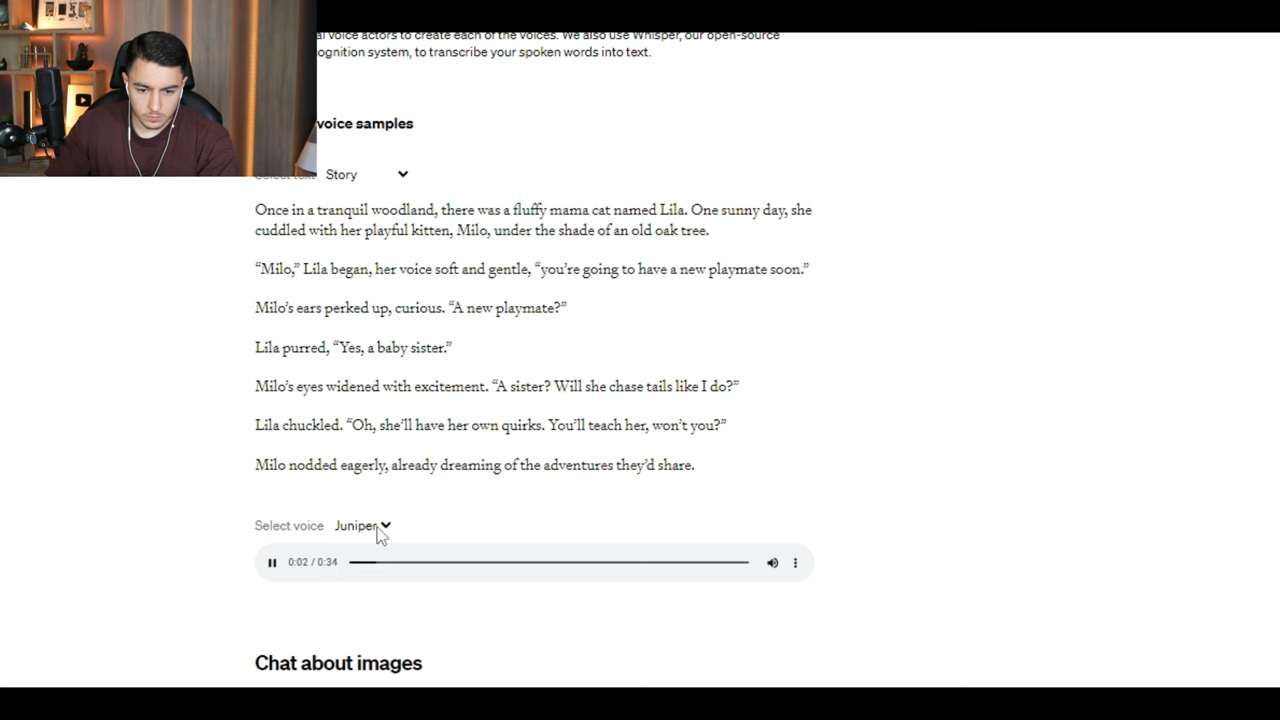 al voice actors to create each of the voices. We also use Whisper, our open-source
ognition system, to transcribe your spoken words into text.
voice samples
Select text Story
Once in a tranquil woodland, there was a fluffy mama cat named Lila. One sunny day, she
cuddled with her playful kitten, Milo, under the shade of an old oak tree.
“Milo,” Lila began, her voice soft and gentle, “you’re going to have a new playmate soon.”
Milo’s ears perked up, curious. “A new playmate?”
Lila purred, “Yes, a baby sister.”
Milo’s eyes widened with excitement. “A sister? Will she chase tails like I do?”
Lila chuckled. “Oh, she’ll have her own quirks. You’ll teach her, won’t you?”
Milo nodded eagerly, already dreaming of the adventures they’d share.
Select voice Juniper
0:02 / 0:34
Chat about images